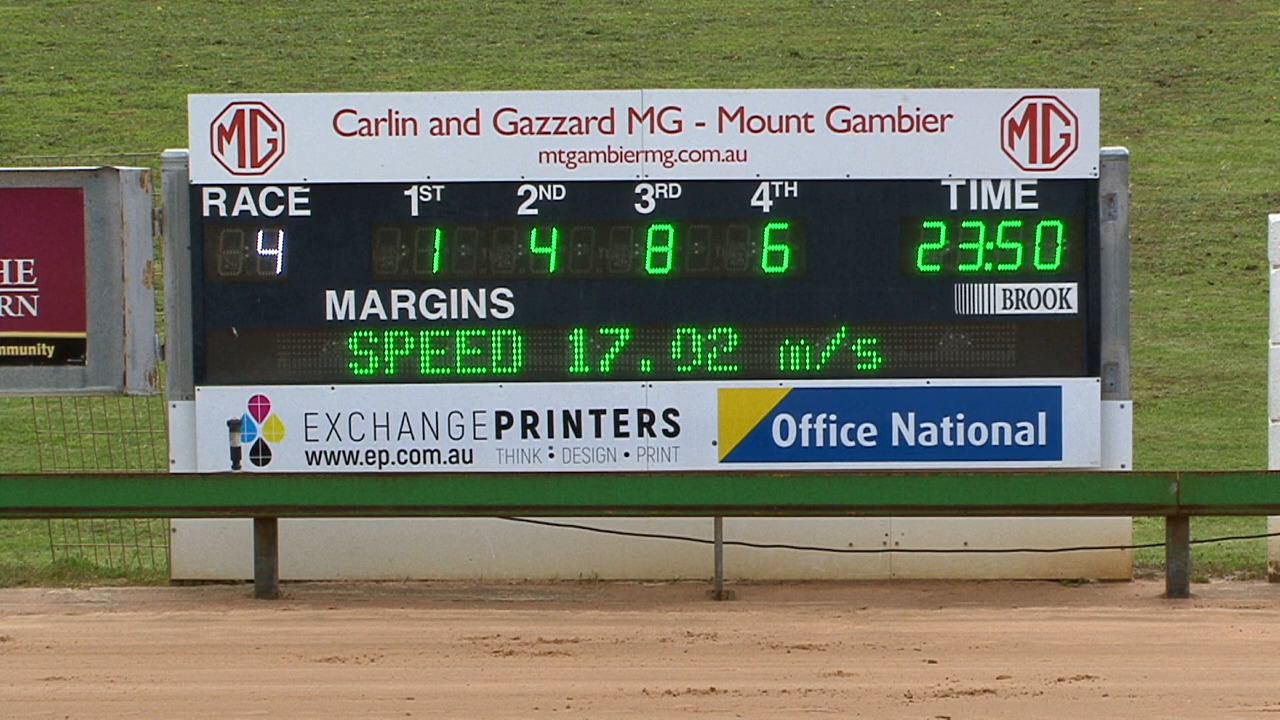 MG
Carlin and Gazzard MG - Mount Gambier
MG
mtgambiermg.com.au
RACE 1ST 2ND 3RD 4TH TIME
4 1 4 8 6 23:50
MARGINS
BROOK
SPEED 17.02 m/s
EXCHANGEPRINTERS
www.ep.com.au THINK : DESIGN • PRINT
Office National
HE
RN
mmunity